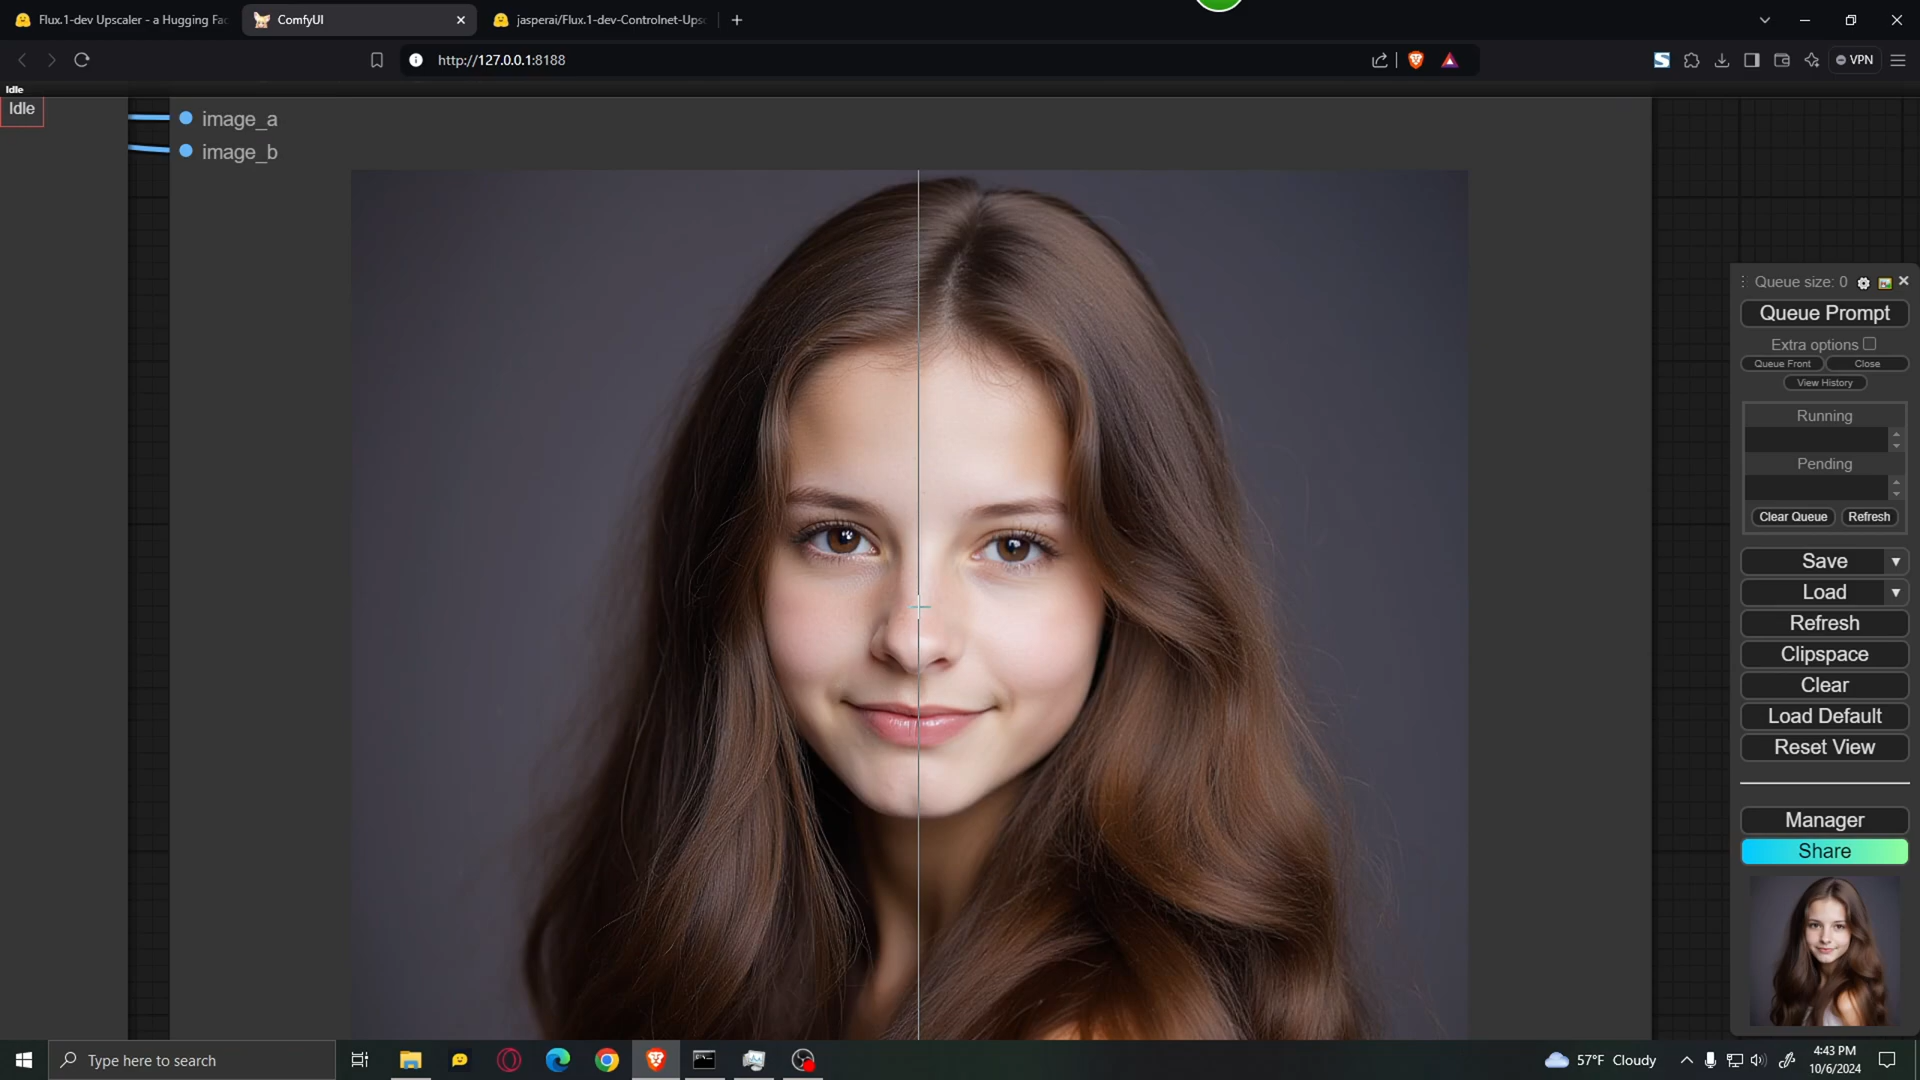 Flux.1-dev Upscaler - a Hugging Fac
ComfyUI
jasperai/Flux.1-dev-Controlnet-Upsc
http://127.0.0.1:8188
VPN
Idle
Idle
image_a
image_b
Queue size: 0
Queue Prompt
Extra options
Queue Front
Close
View History
Running
Pending
Clear Queue
Refresh
Save
Load
Refresh
Clipspace
Clear
Load Default
Reset View
Manager
Share
Type here to search
57°F Cloudy
4:43 PM
10/6/2024